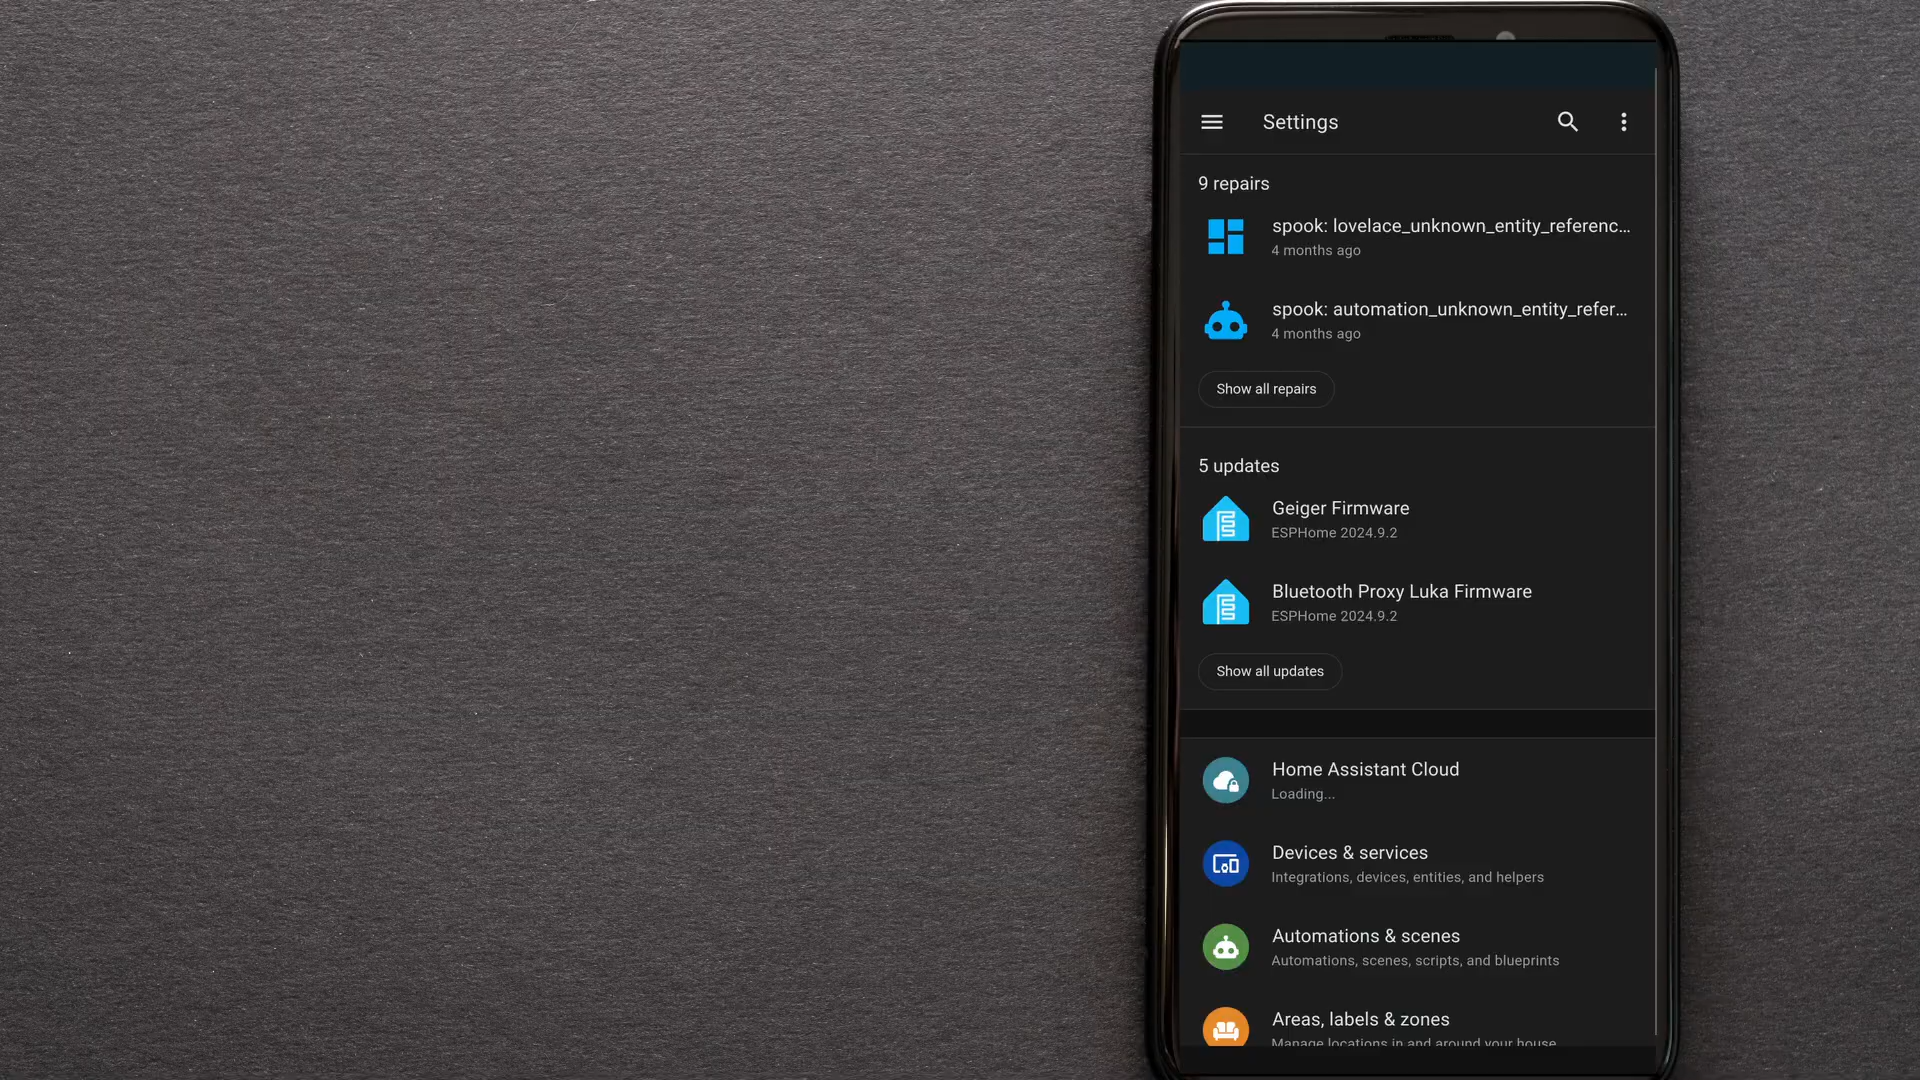 Settings
9 repairs
spook: lovelace_unknown_entity_referenc...
4 months ago
spook: automation_unknown_entity_refer...
4 months ago
Show all repairs
5 updates
Geiger Firmware
ESPHome 2024.9.2
Bluetooth Proxy Luka Firmware
ESPHome 2024.9.2
Show all updates
Home Assistant Cloud
Loading...
Devices & services
Integrations, devices, entities, and helpers
Automations & scenes
Automations, scenes, scripts, and blueprints
Areas, labels & zones
Manage locations in and around your house